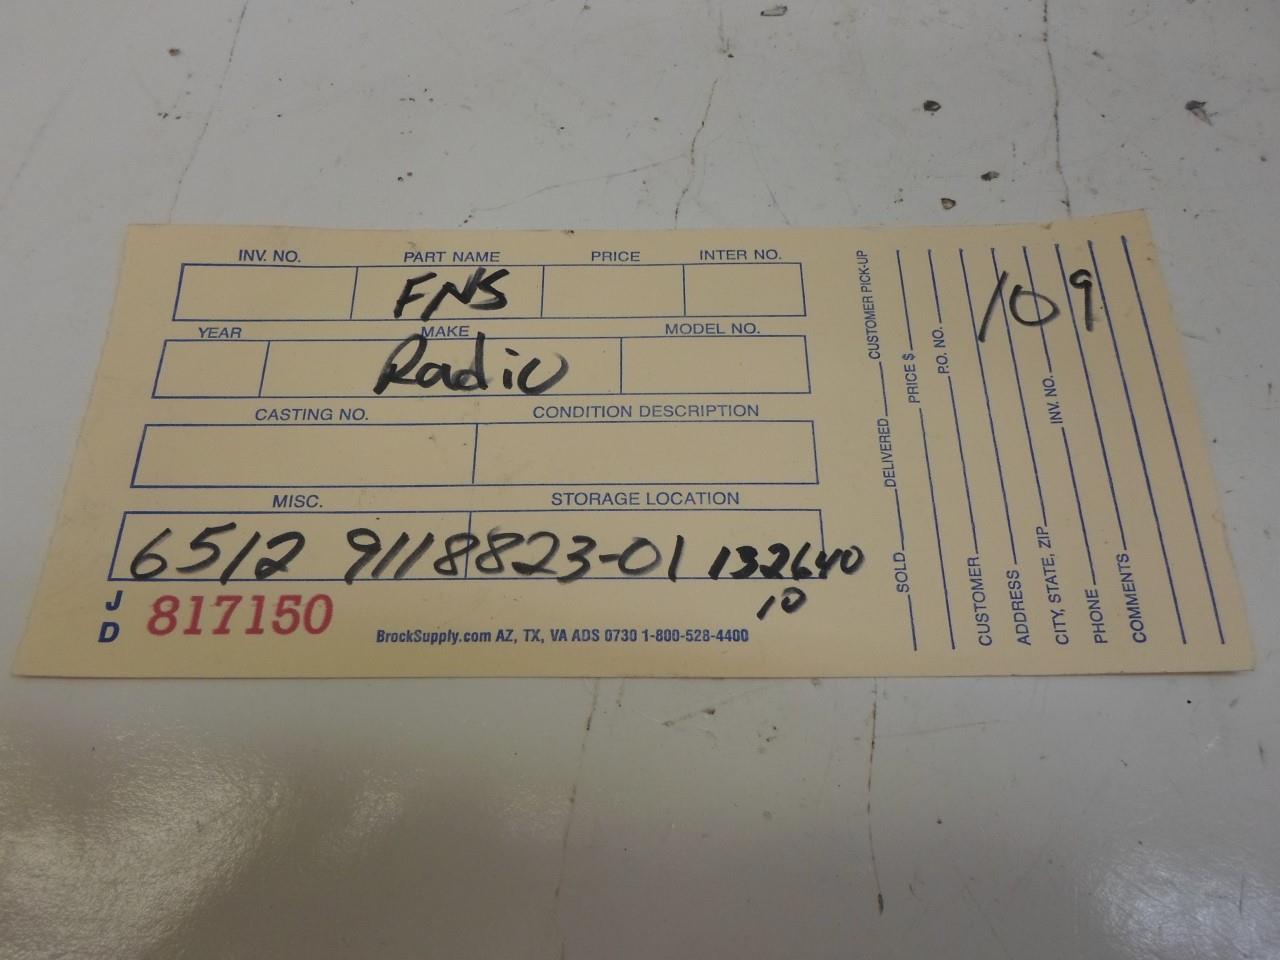 INV. NO. PART NAME PRICE INTER NO.
FNS
YEAR MAKE MODEL NO.
Radio
CASTING NO. CONDITION DESCRIPTION
MISC. STORAGE LOCATION
6512 9118823-01 132640
10
J D 817150
BrockSupply.com AZ, TX, VA ADS 0730 1-800-528-4400
SOLD DELIVERED CUSTOMER PICK-UP
PRICE $
P.O. NO.
CUSTOMER
ADDRESS
CITY, STATE, ZIP INV. NO.
PHONE
COMMENTS
109